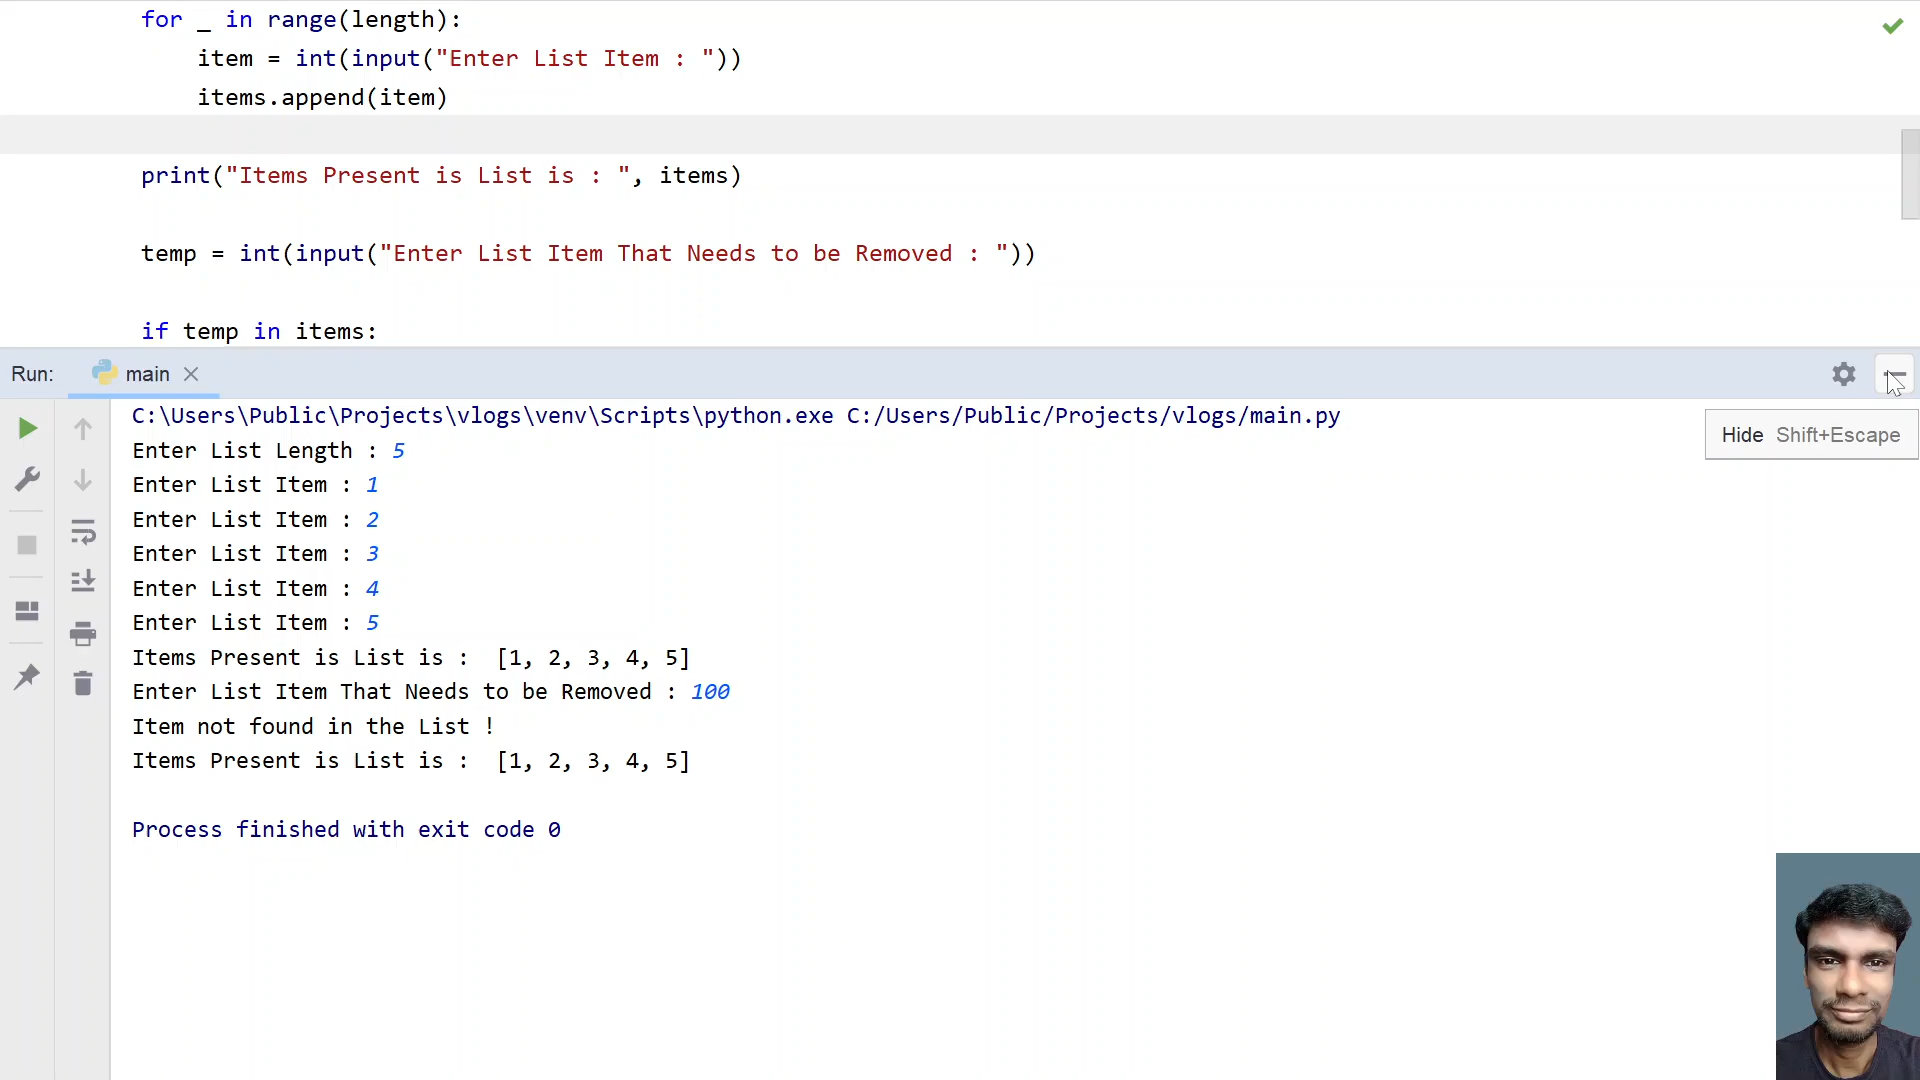 for _ in range(length):
item = int(input("Enter List Item : "))
items.append(item)
print("Items Present is List is : ", items)
temp = int(input("Enter List Item That Needs to be Removed : "))
if temp in items:
Run: main
C:\Users\Public\Projects\vlogs\venv\Scripts\python.exe C:/Users/Public/Projects/vlogs/main.py
Hide Shift+Escape
Enter List Length : 5
Enter List Item : 1
Enter List Item : 2
Enter List Item : 3
Enter List Item : 4
Enter List Item : 5
Items Present is List is :  [1, 2, 3, 4, 5]
Enter List Item That Needs to be Removed : 100
Item not found in the List !
Items Present is List is :  [1, 2, 3, 4, 5]
Process finished with exit code 0